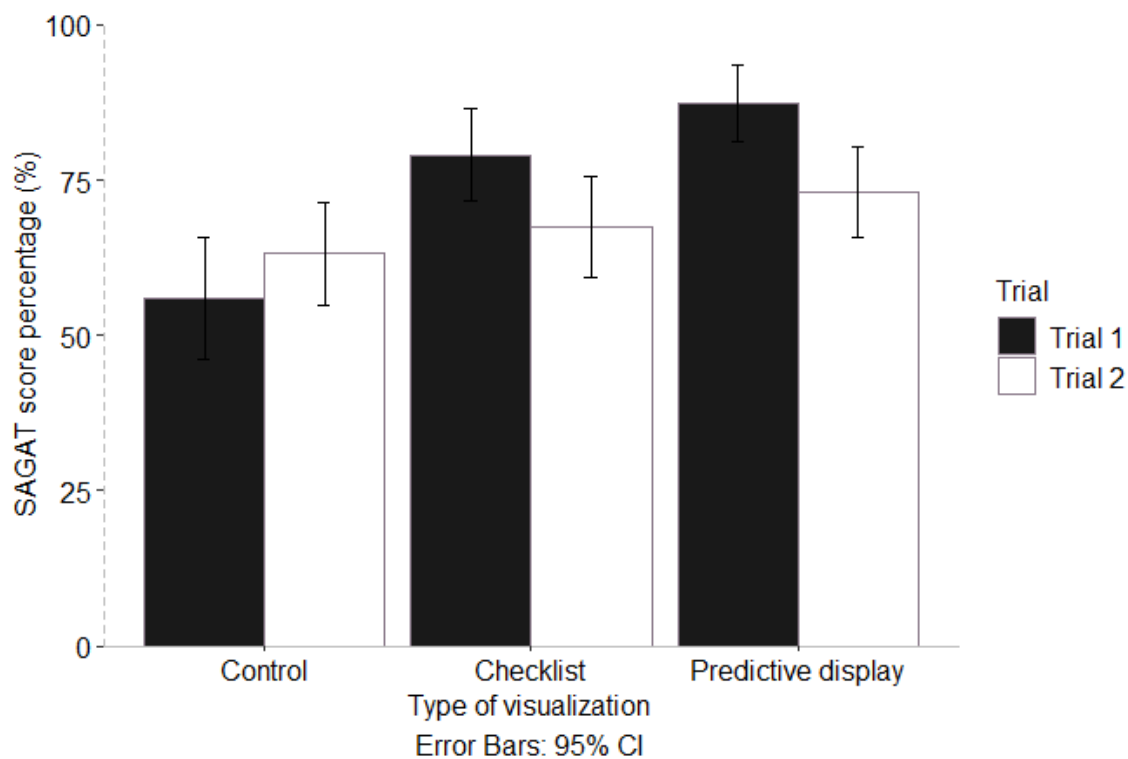 SAGAT score percentage (%)
100
75
50
25
0
Control Checklist Predictive display
Type of visualization
Error Bars: 95% CI
Trial
Trial 1
Trial 2